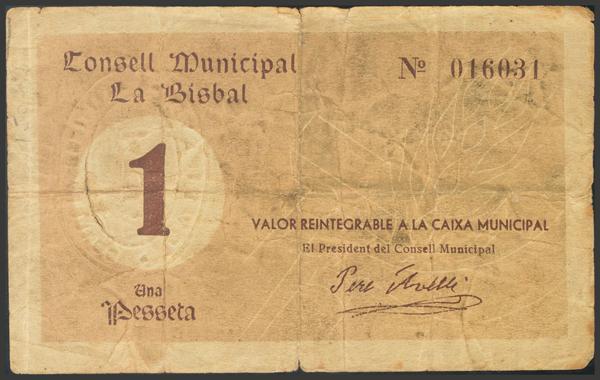 Consell Municipal
La Bisbal
Nº 016031
1
VALOR REINTEGRABLE A LA CAIXA MUNICIPAL
El President del Consell Municipal
Una
Pesseta